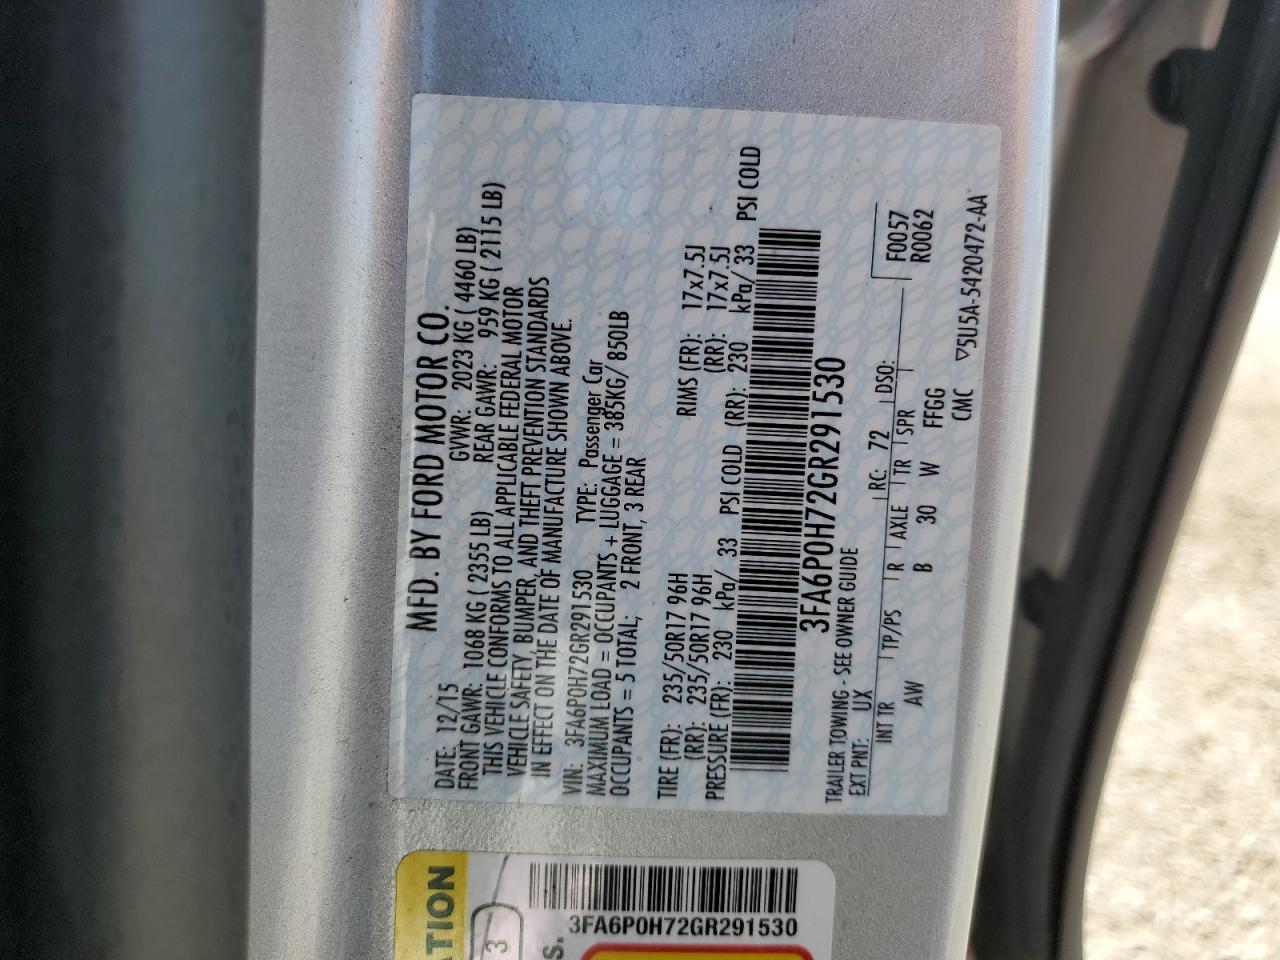 MFD. BY FORD MOTOR CO.
DATE: 12/15 GVWR: 2023 KG ( 4460 LB)
FRONT GAWR: 1068 KG ( 2355 LB) REAR GAWR: 959 KG ( 2115 LB)
THIS VEHICLE CONFORMS TO ALL APPLICABLE FEDERAL MOTOR
VEHICLE SAFETY, BUMPER, AND THEFT PREVENTION STANDARDS
IN EFFECT ON THE DATE OF MANUFACTURE SHOWN ABOVE.
VIN: 3FA6P0H72GR291530 TYPE: Passenger Car
MAXIMUM LOAD = OCCUPANTS + LUGGAGE = 385KG/ 850LB
OCCUPANTS = 5 TOTAL; 2 FRONT, 3 REAR
TIRE (FR): 235/50R17 96H RIMS (FR): 17x7.5J
(RR): 235/50R17 96H (RR): 17x7.5J
PRESSURE (FR): 230 kPa/ 33 PSI COLD (RR): 230 kPa/ 33 PSI COLD
3FA6P0H72GR291530
TRAILER TOWING - SEE OWNER GUIDE
EXT PNT: UX RC: 72 DSO: F0057
R0062
INT TR TP/PS R AXLE TR SPR
AW B 30 W FFGG
CMC ▽5U5A-5420472-AA
ATION
3
S.
3FA6P0H72GR291530